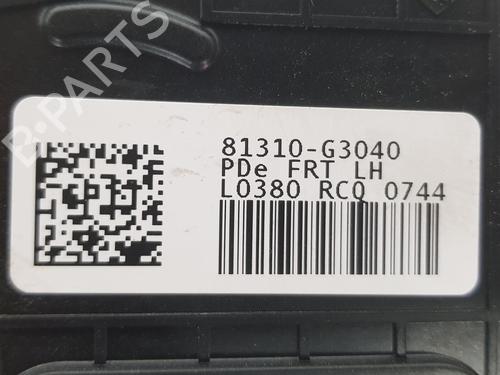 81310-G3040
PDe FRT LH
L0380 RCQ 0744
B-PARTS